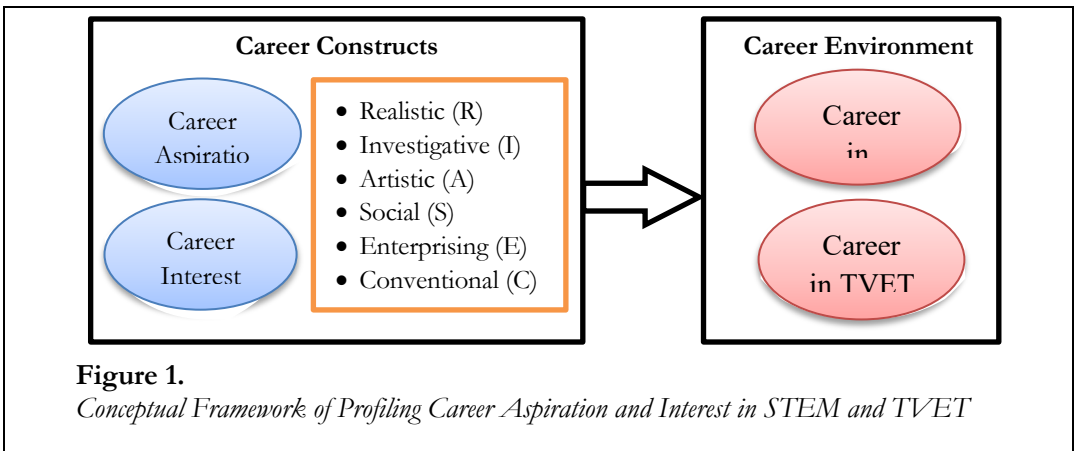 Career Constructs
Career
Aspiratio
Career
Interest
• Realistic (R)
• Investigative (I)
• Artistic (A)
• Social (S)
• Enterprising (E)
• Conventional (C)
Career Environment
Career
in
Career
in TVET
Figure 1.
Conceptual Framework of Profiling Career Aspiration and Interest in STEM and TVET